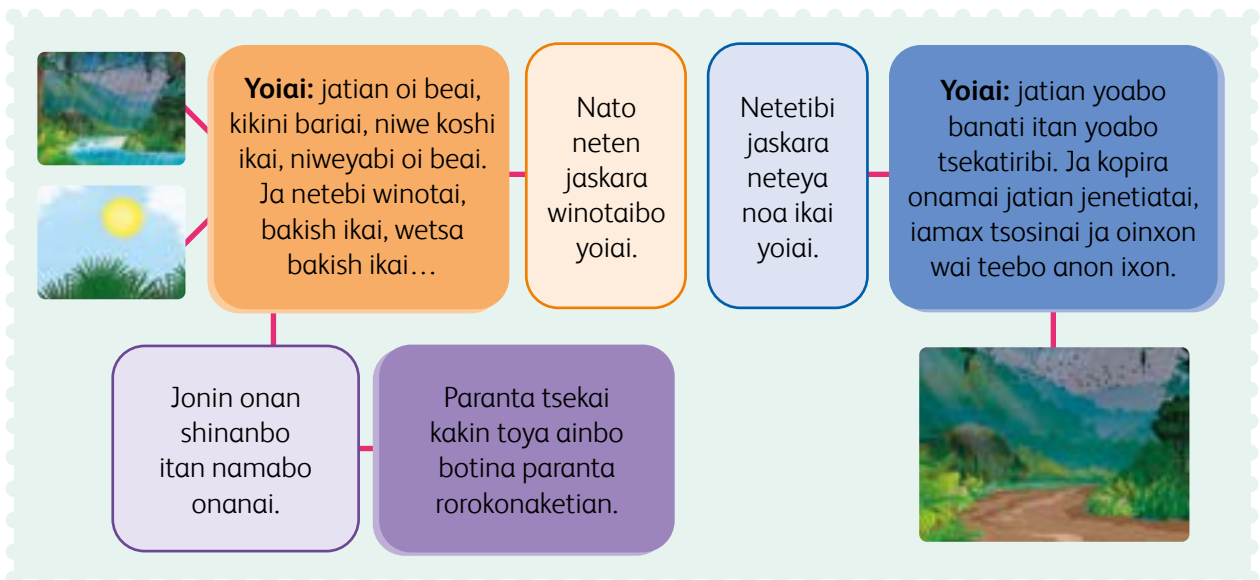 Yoiai: jatian oi beai,
kikini bariai, niwe koshi
ikai, niweyabi oi beai.
Ja netebi winotai,
bakish ikai, wetsa
bakish ikai…
Nato
neten
jaskara
winotaibo
yoiai.
Netetibi
jaskara
neteya
noa ikai
yoiai.
Yoiai: jatian yoabo
banati itan yoabo
tsekatiribi. Ja kopira
onamai jatian jenetiatai,
iamax tsosinai ja oinxon
wai teebo anon ixon.
Jonin onan
shinanbo
itan namabo
onanai.
Paranta tsekai
kakin toya ainbo
botina paranta
rorokonaketian.